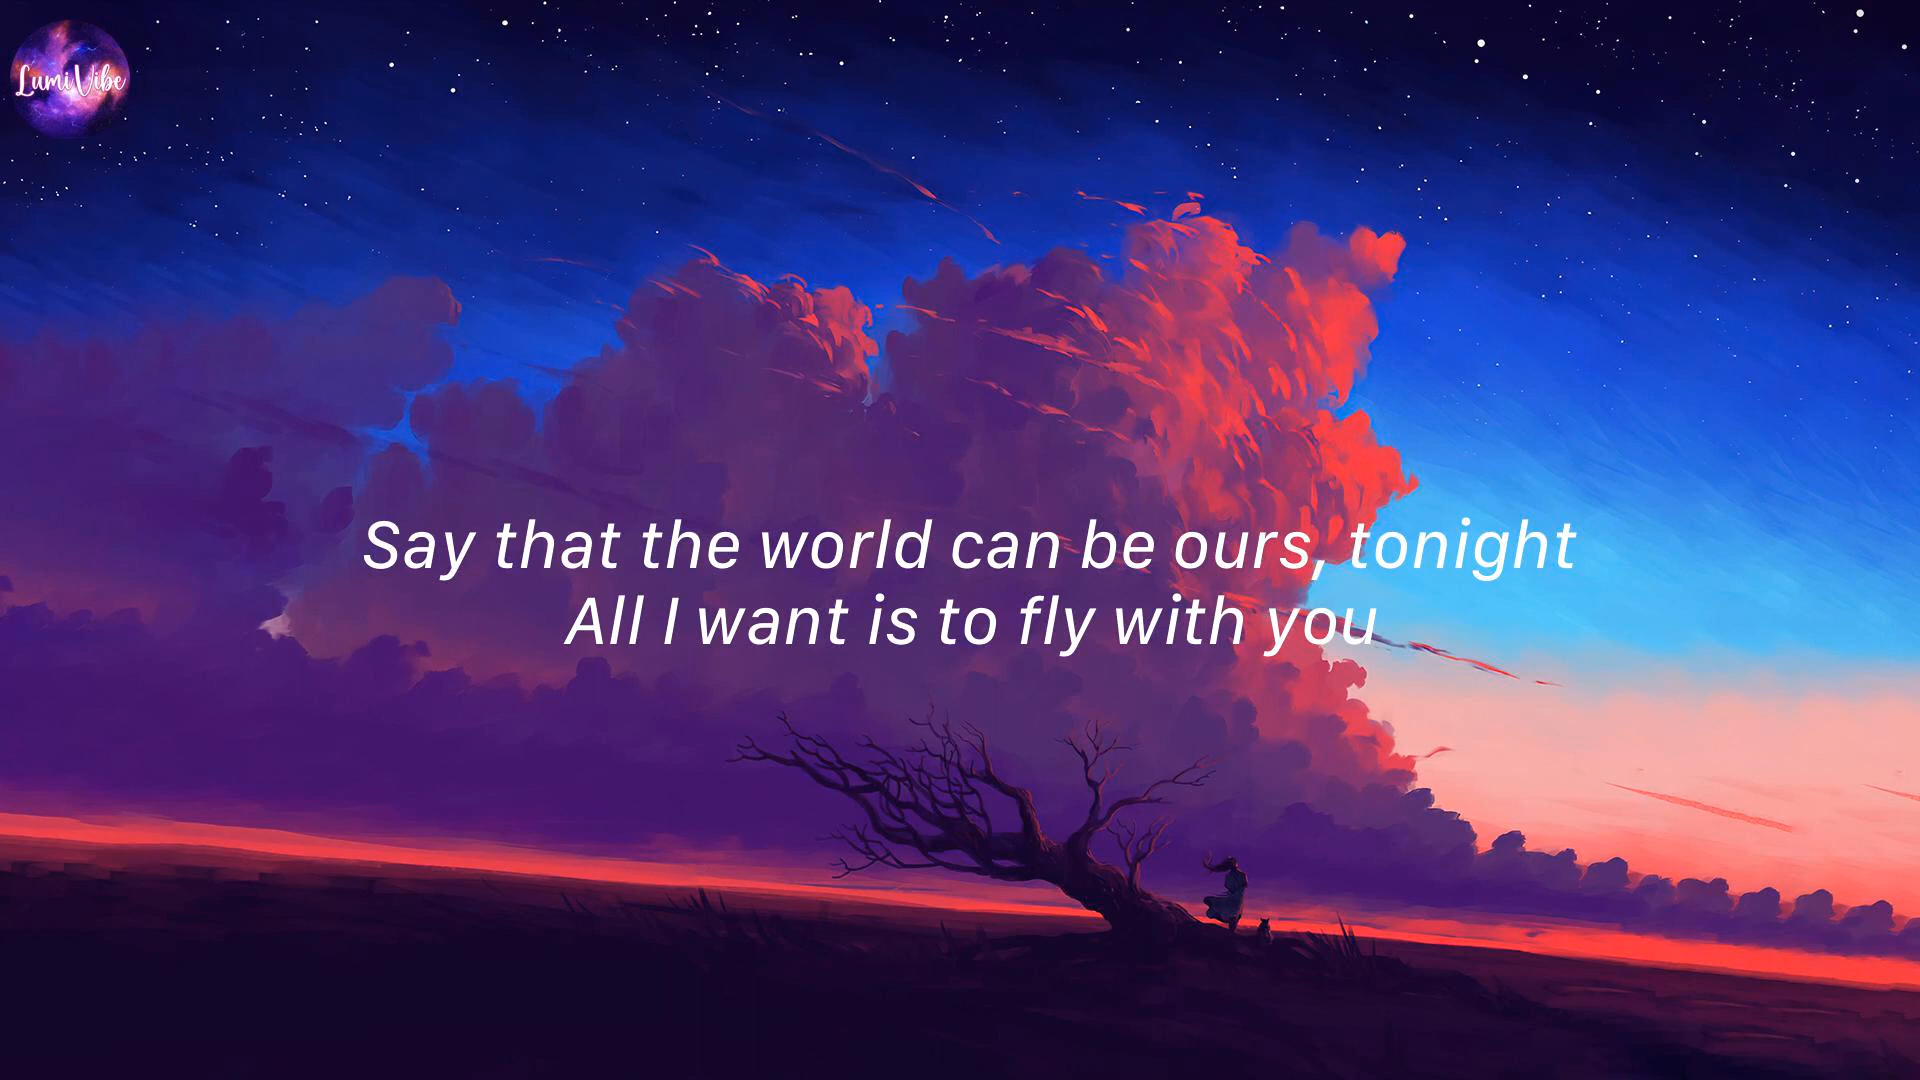 LumiVibe
Say that the world can be ours, tonight
All I want is to fly with you